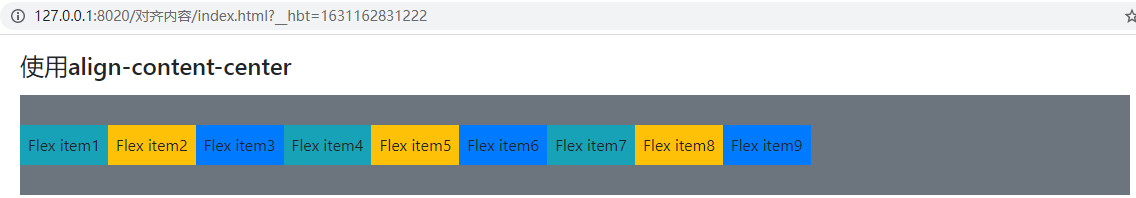 127.0.0.1:8020/对齐内容/index.html?__hbt=1631162831222
使用align-content-center
Flex item1 Flex item2 Flex item3 Flex item4 Flex item5 Flex item6 Flex item7 Flex item8 Flex item9